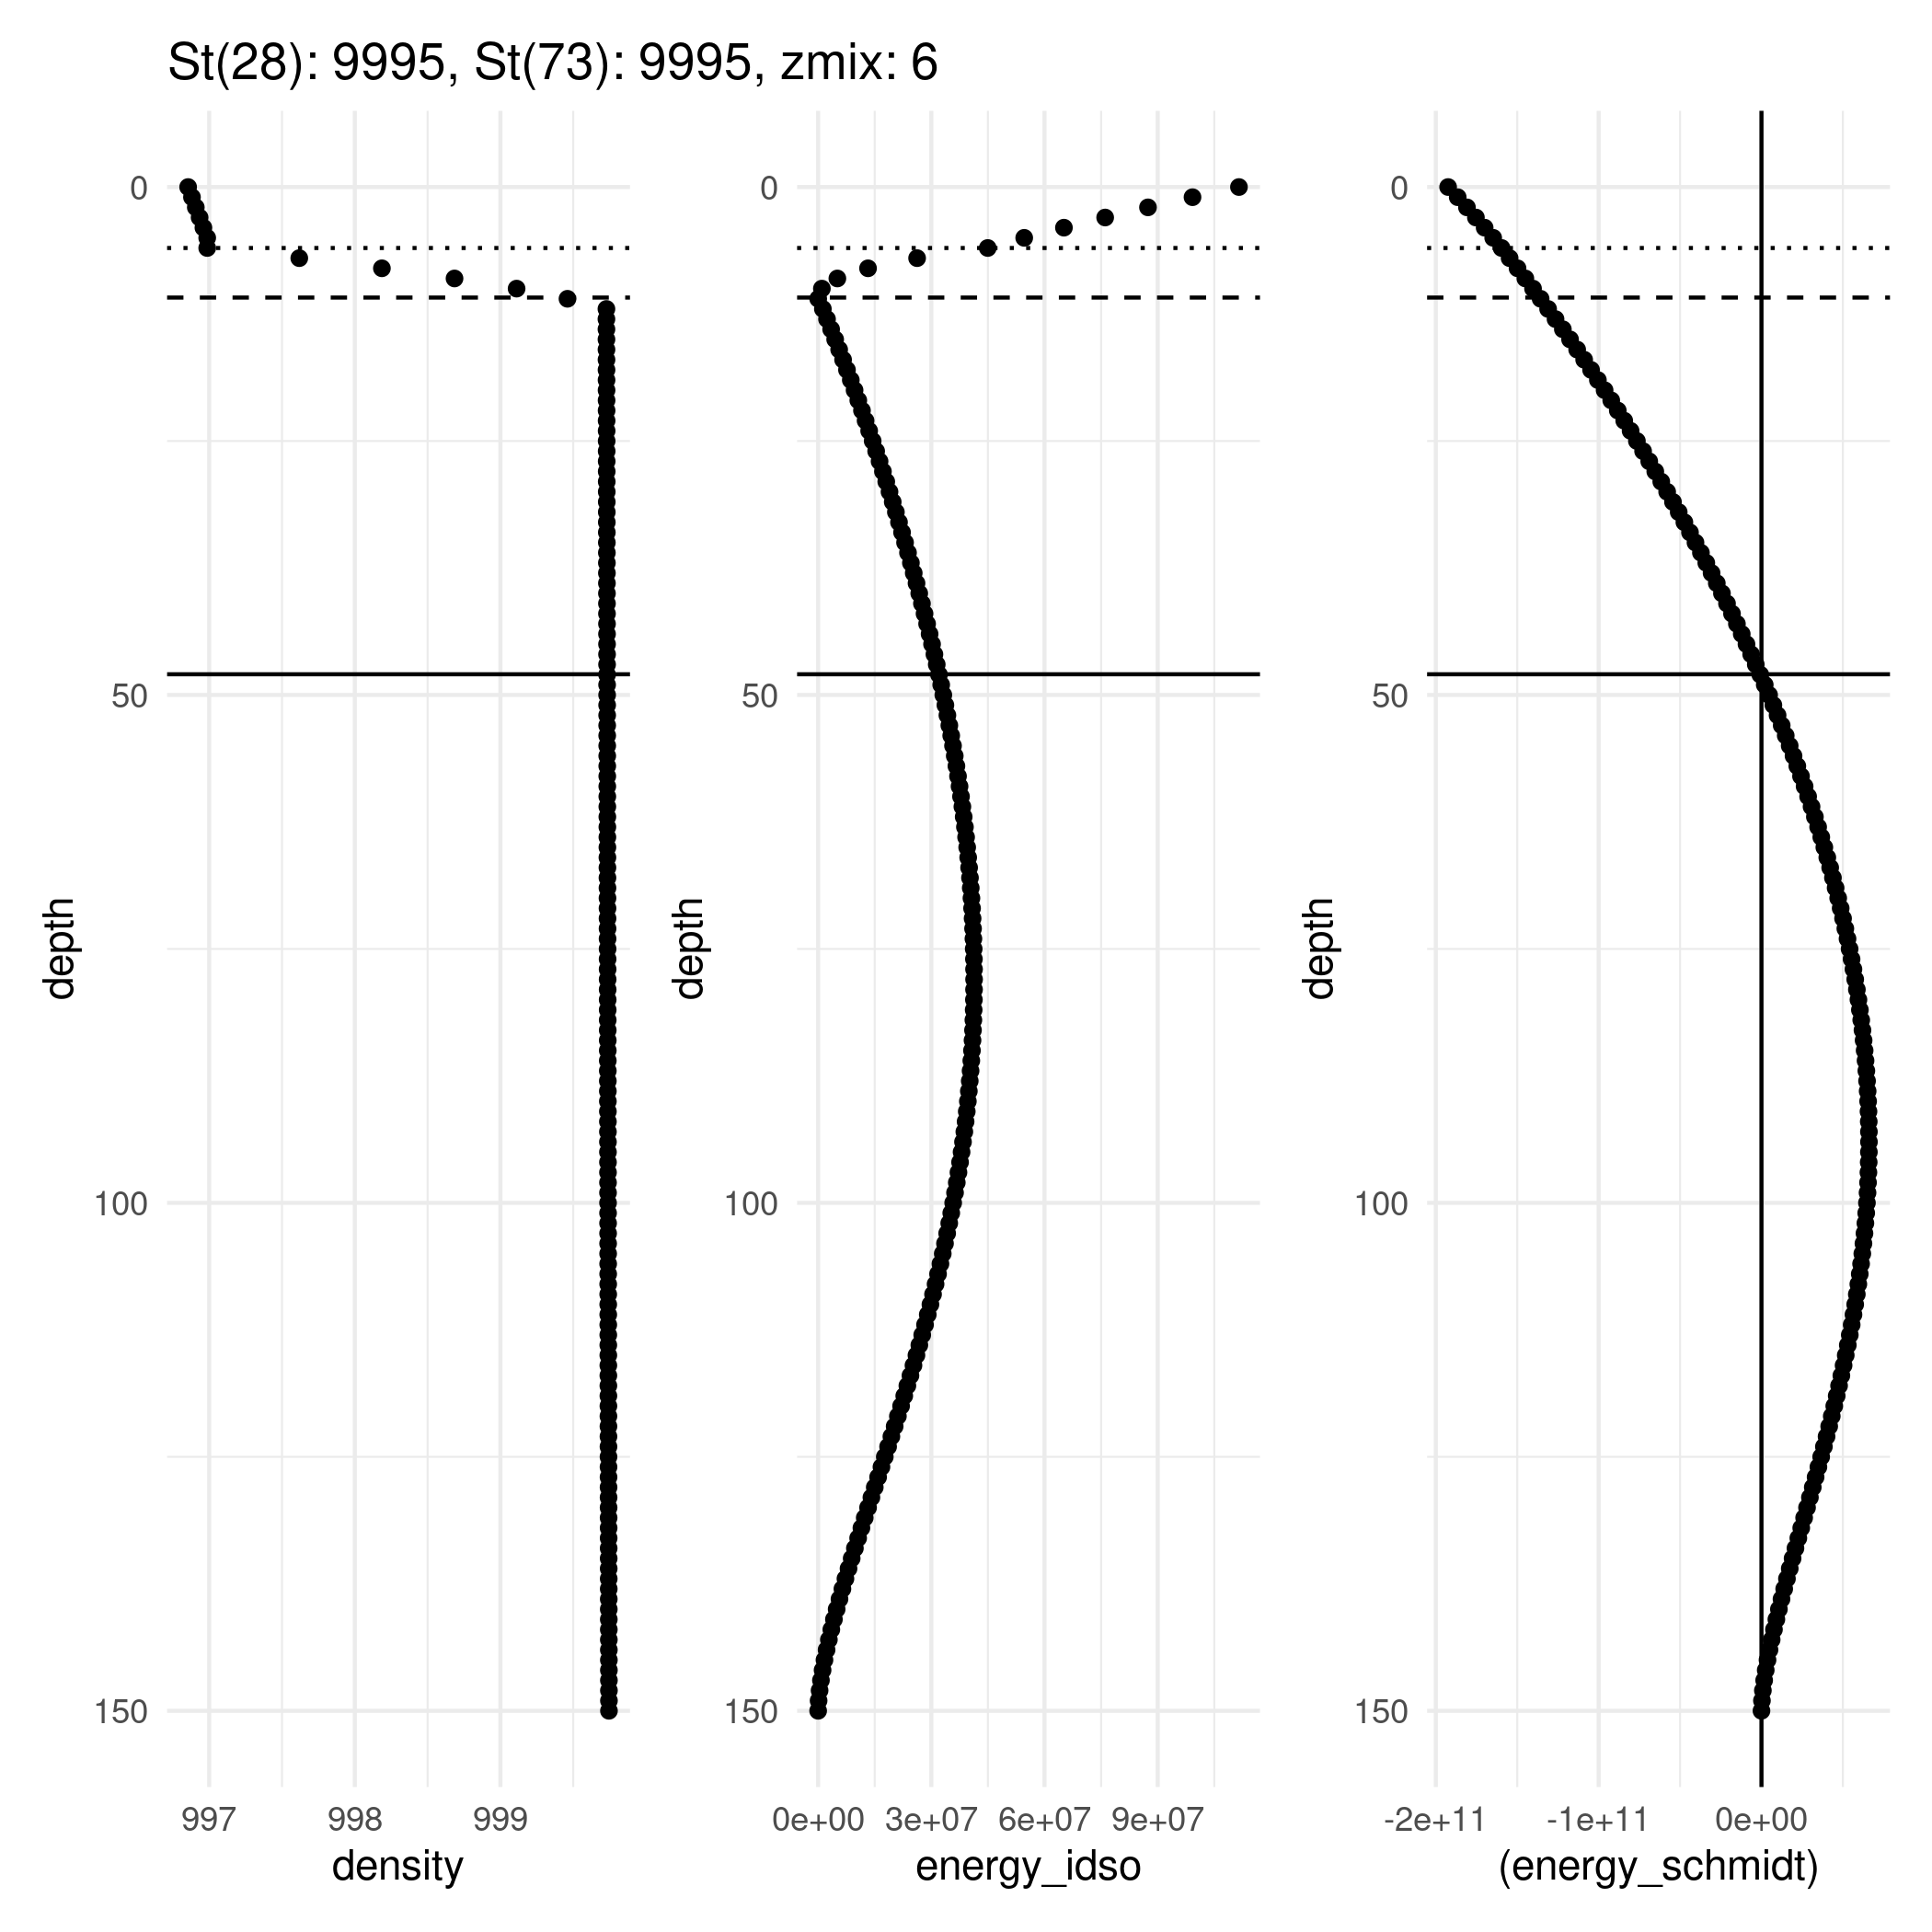 St(28): 9995, St(73): 9995, zmix: 6
0
50
100
150
depth
997 998 999
density
0
50
100
150
depth
0e+00 3e+07 6e+07 9e+07
energy_idso
0
50
100
150
depth
-2e+11 -1e+11 0e+00
(energy_schmidt)